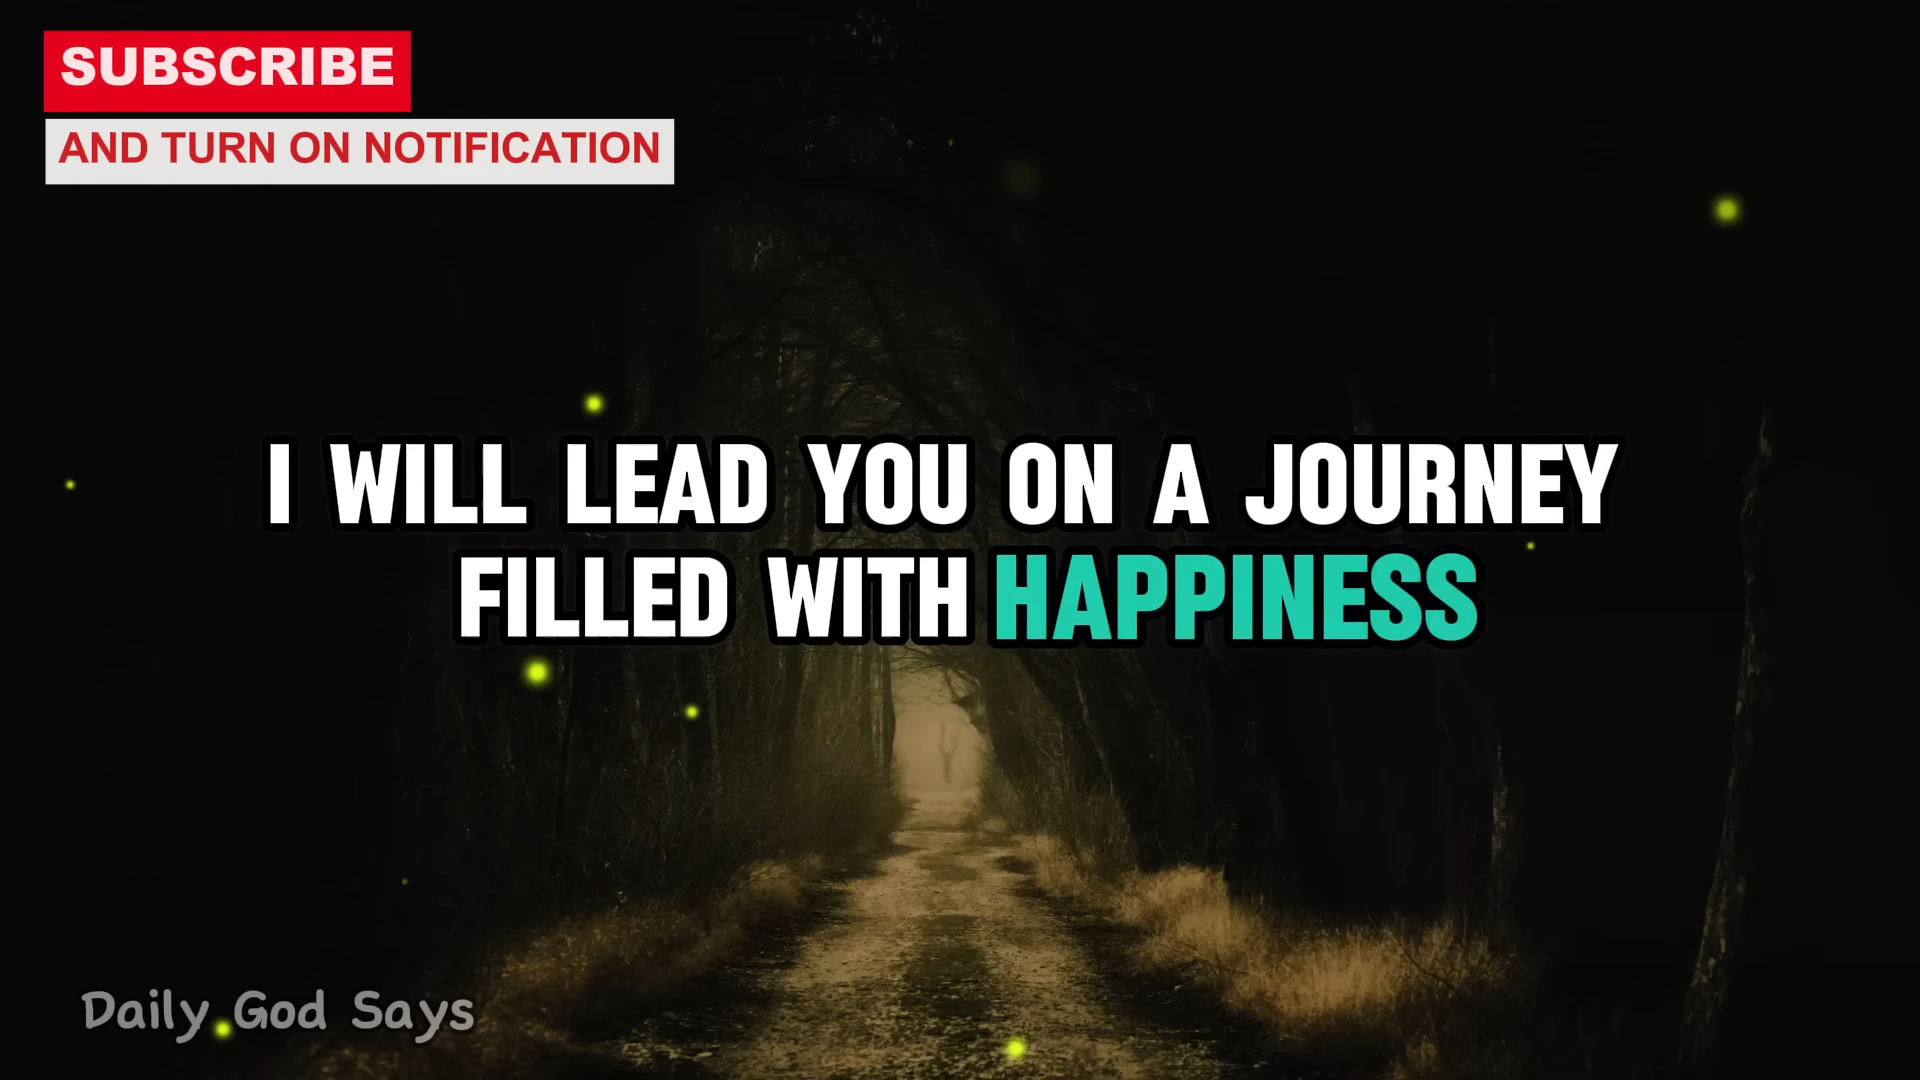 SUBSCRIBE
AND TURN ON NOTIFICATION
I WILL LEAD YOU ON A JOURNEY
FILLED WITH HAPPINESS
Daily God Says